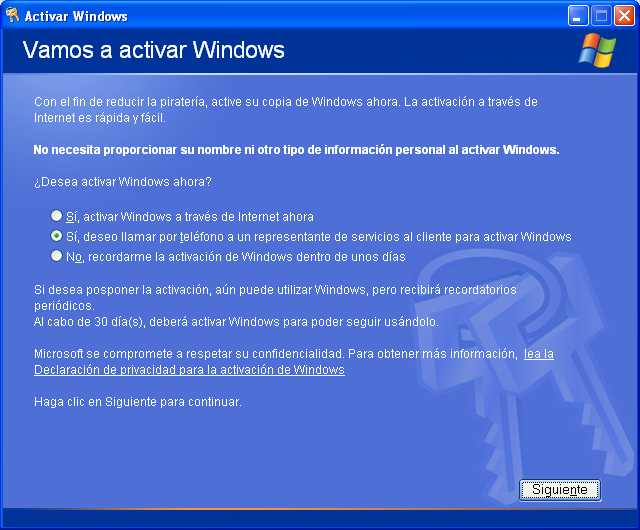 Activar Windows
Vamos a activar Windows
Con el fin de reducir la piratería, active su copia de Windows ahora. La activación a través de
Internet es rápida y fácil.
No necesita proporcionar su nombre ni otro tipo de información personal al activar Windows.
¿Desea activar Windows ahora?
Sí, activar Windows a través de Internet ahora
Sí, deseo llamar por teléfono a un representante de servicios al cliente para activar Windows
No, recordarme la activación de Windows dentro de unos días
Si desea posponer la activación, aún puede utilizar Windows, pero recibirá recordatorios
periódicos.
Al cabo de 30 día(s), deberá activar Windows para poder seguir usándolo.
Microsoft se compromete a respetar su confidencialidad. Para obtener más información, lea la
Declaración de privacidad para la activación de Windows
Haga clic en Siguiente para continuar.
Siguiente